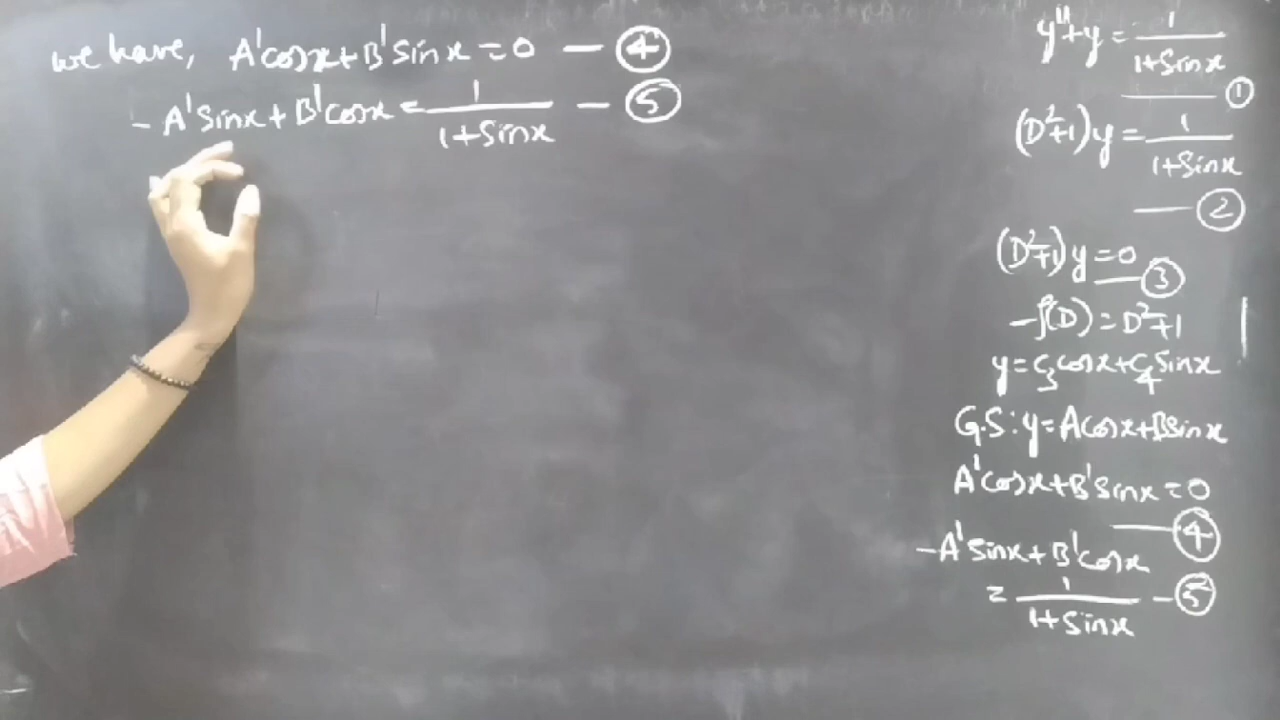 we have, A'cosx+B'sinx=0 — ④
- A'sinx+B'cosx= 1/(1+sinx) — ⑤
y"+y= 1/(1+sinx)
— ①
(D²+1)y= 1/(1+sinx)
— ②
(D²+1)y=0
— ③
f(D)=D²+1
y=c₃cosx+c₄sinx
G.S: y=Acosx+Bsinx
A'cosx+B'sinx=0
— ④
-A'sinx+B'cosx
= 1/(1+sinx) — ⑤